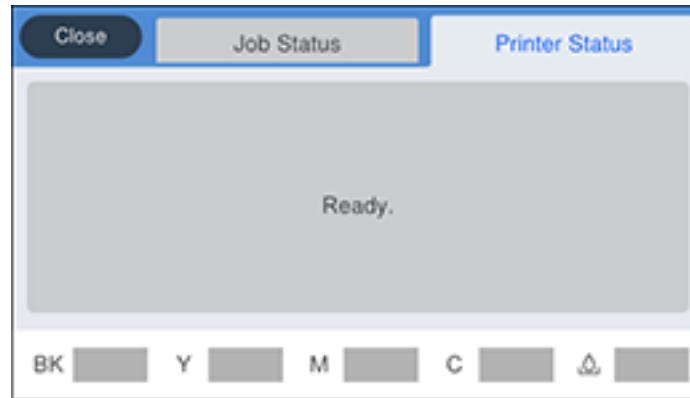 Close
Job Status
Printer Status
Ready.
BK Y M C